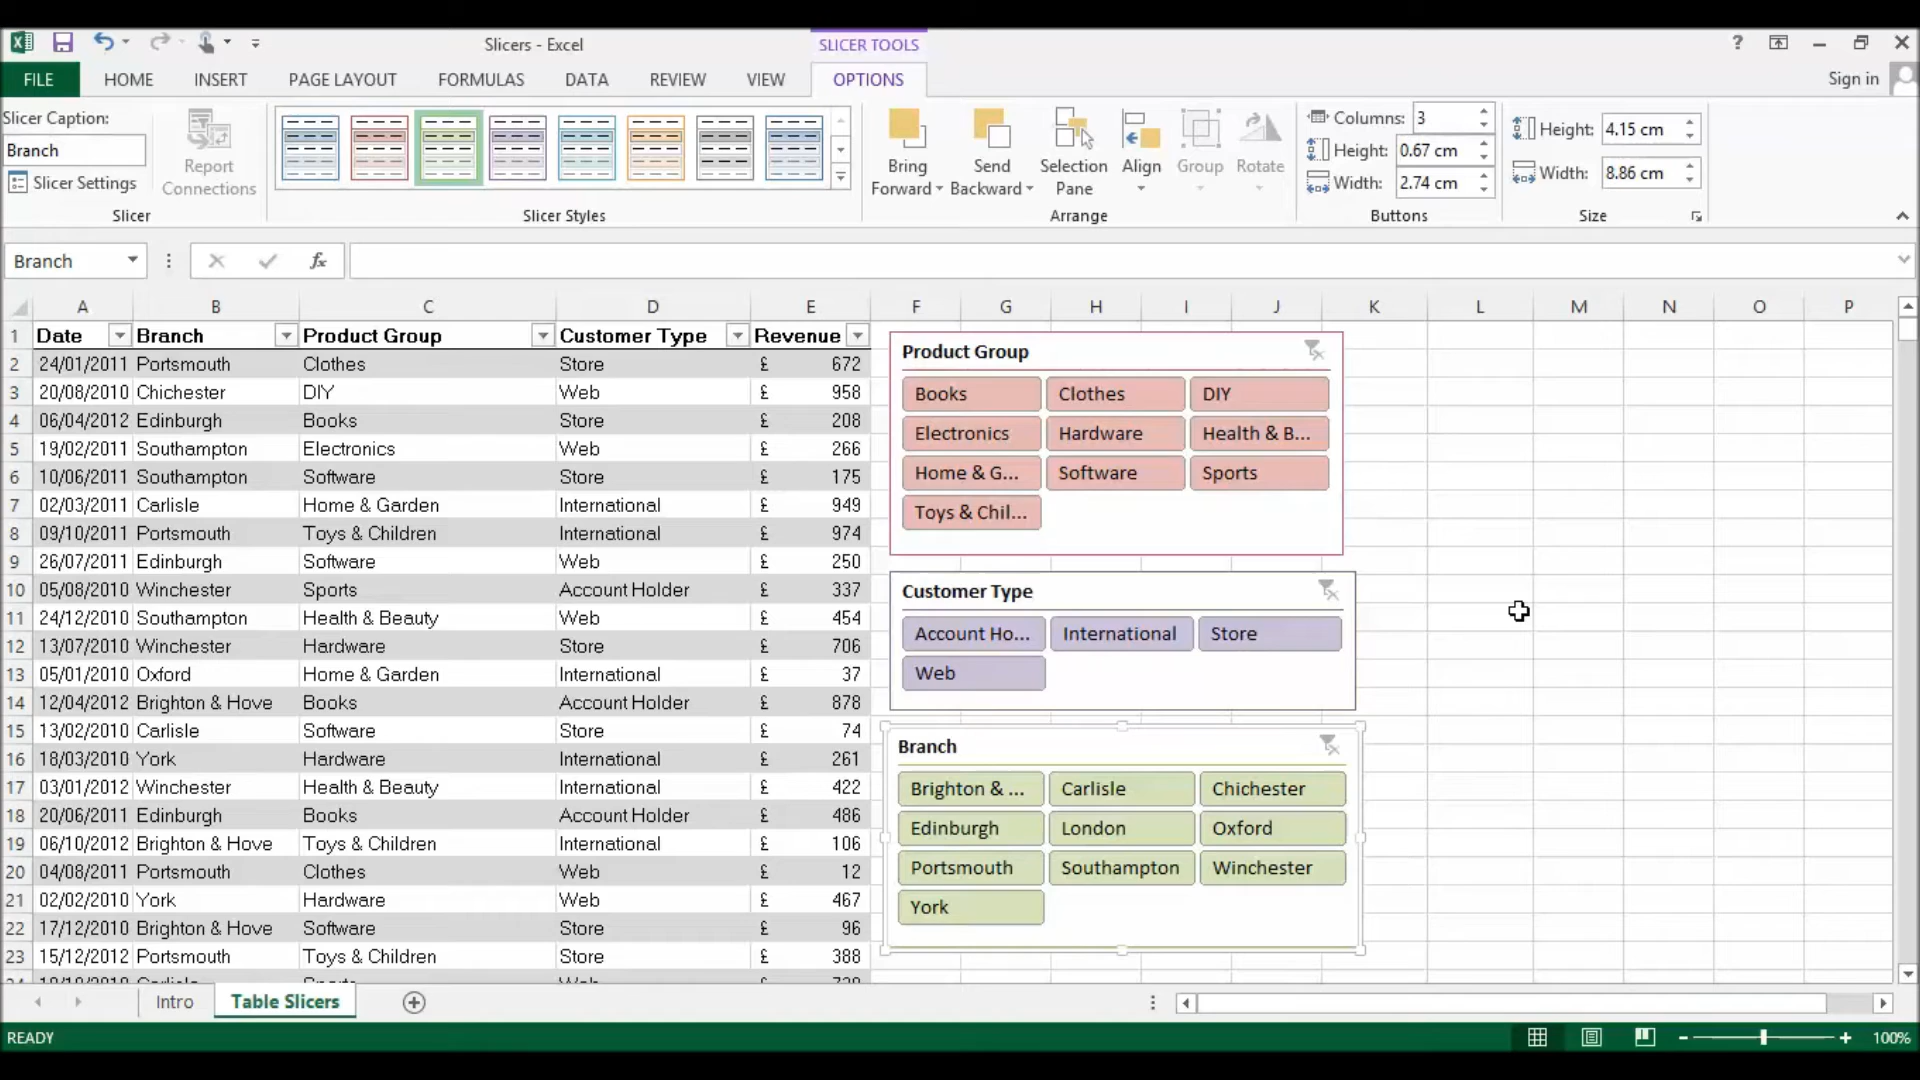 Slicers - Excel
SLICER TOOLS
?
FILE HOME INSERT PAGE LAYOUT FORMULAS DATA REVIEW VIEW OPTIONS
Sign in
Slicer Caption:
Branch
Slicer Settings
Report
Connections
Slicer
Slicer Styles
Bring
Forward
Send
Backward
Selection
Pane
Align
Group
Rotate
Arrange
Columns: 3
Height: 0.67 cm
Width: 2.74 cm
Buttons
Height: 4.15 cm
Width: 8.86 cm
Size
Branch
fx
A B C D E F G H I J K L M N O P
1 Date Branch Product Group Customer Type Revenue
2 24/01/2011 Portsmouth Clothes Store £ 672
3 20/08/2010 Chichester DIY Web £ 958
4 06/04/2012 Edinburgh Books Store £ 208
5 19/02/2011 Southampton Electronics Web £ 266
6 10/06/2011 Southampton Software Store £ 175
7 02/03/2011 Carlisle Home & Garden International £ 949
8 09/10/2011 Portsmouth Toys & Children International £ 974
9 26/07/2011 Edinburgh Software Web £ 250
10 05/08/2010 Winchester Sports Account Holder £ 337
11 24/12/2010 Southampton Health & Beauty Web £ 454
12 13/07/2010 Winchester Hardware Store £ 706
13 05/01/2010 Oxford Home & Garden International £ 37
14 12/04/2012 Brighton & Hove Books Account Holder £ 878
15 13/02/2010 Carlisle Software Store £ 74
16 18/03/2010 York Hardware International £ 261
17 03/01/2012 Winchester Health & Beauty International £ 422
18 20/06/2011 Edinburgh Books Account Holder £ 486
19 06/10/2012 Brighton & Hove Toys & Children International £ 106
20 04/08/2011 Portsmouth Clothes Web £ 12
21 02/02/2010 York Hardware Web £ 467
22 17/12/2010 Brighton & Hove Software Store £ 96
23 15/12/2012 Portsmouth Toys & Children Store £ 388
Product Group
Books Clothes DIY
Electronics Hardware Health & B...
Home & G... Software Sports
Toys & Chil...
Customer Type
Account Ho... International Store
Web
Branch
Brighton & ... Carlisle Chichester
Edinburgh London Oxford
Portsmouth Southampton Winchester
York
Intro Table Slicers
READY
100%